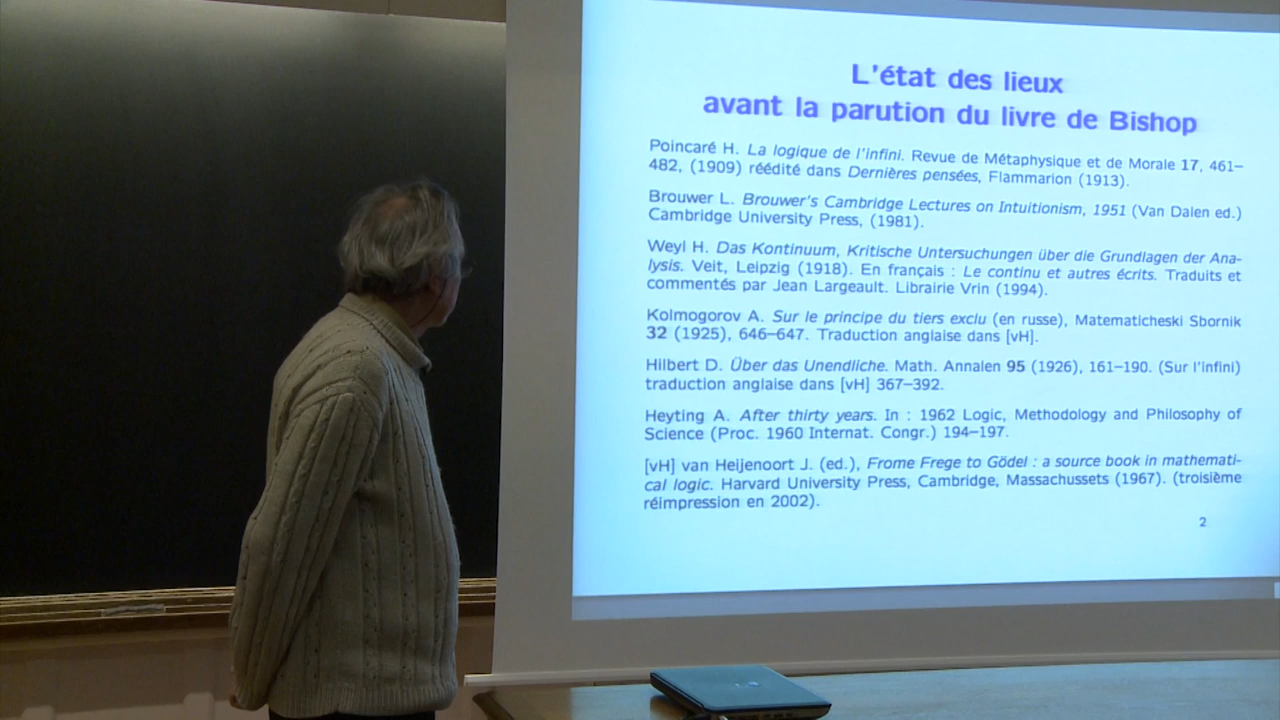 L'état des lieux
avant la parution du livre de Bishop
Poincaré H. La logique de l'infini. Revue de Métaphysique et de Morale 17, 461–
482, (1909) réédité dans Dernières pensées, Flammarion (1913).
Brouwer L. Brouwer's Cambridge Lectures on Intuitionism, 1951 (Van Dalen ed.)
Cambridge University Press, (1981).
Weyl H. Das Kontinuum, Kritische Untersuchungen über die Grundlagen der Ana-
lysis. Veit, Leipzig (1918). En français : Le continu et autres écrits. Traduits et
commentés par Jean Largeault. Librairie Vrin (1994).
Kolmogorov A. Sur le principe du tiers exclu (en russe), Matematicheski Sbornik
32 (1925), 646–647. Traduction anglaise dans [vH].
Hilbert D. Über das Unendliche. Math. Annalen 95 (1926), 161–190. (Sur l'infini)
traduction anglaise dans [vH] 367–392.
Heyting A. After thirty years. In : 1962 Logic, Methodology and Philosophy of
Science (Proc. 1960 Internat. Congr.) 194–197.
[vH] van Heijenoort J. (ed.), Frome Frege to Gödel : a source book in mathemati-
cal logic. Harvard University Press, Cambridge, Massachussets (1967). (troisième
réimpression en 2002).
2